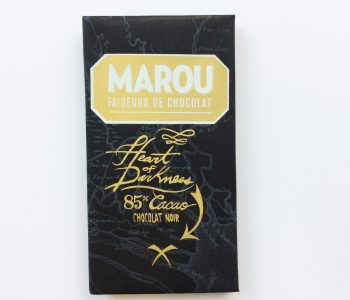 MAROU
FAISEURS DE CHOCOLAT
Heart
of
Darkness
85% Cacao
CHOCOLAT NOIR